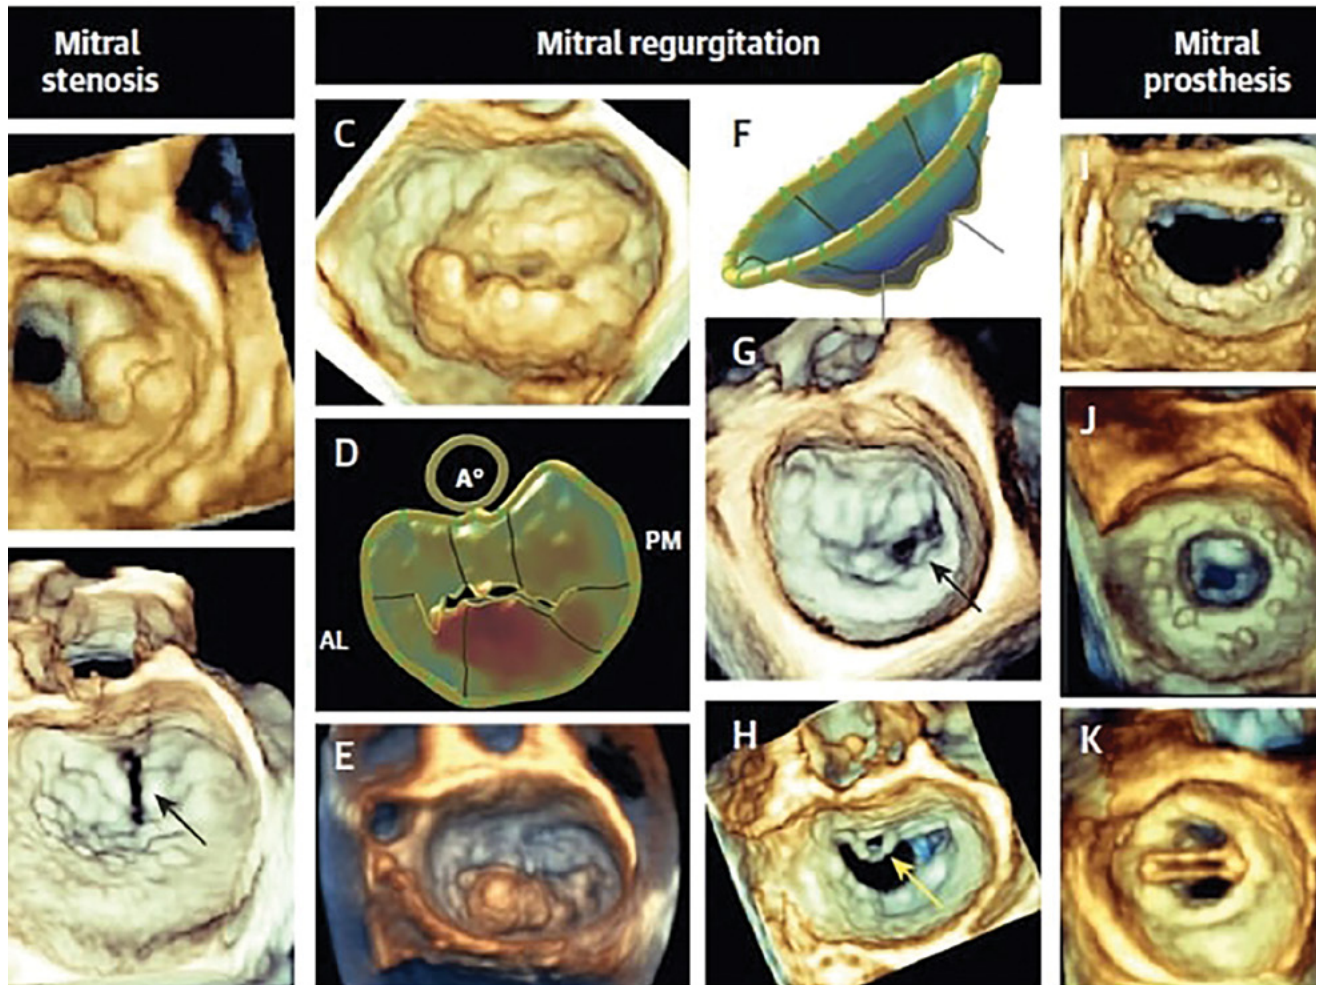 Mitral
stenosis
Mitral regurgitation
Mitral
prosthesis
C
F
I
G
J
D
A°
PM
AL
E
H
K